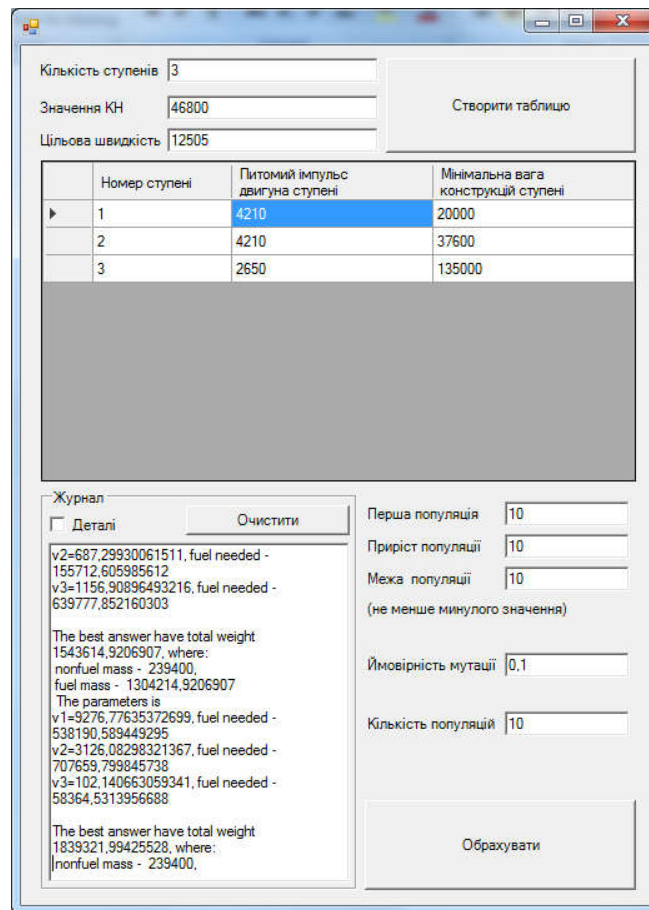 Кількість ступенів 3
Значення КН 46800
Цільова швидкість 12505
Створити таблицю
Номер ступені Питомий імпульс двигуна ступені Мінімальна вага конструкцій ступені
1 4210 20000
2 4210 37600
3 2650 135000
Журнал
Деталі
Очистити
v2=687,29930061511, fuel needed -
155712,605985612
v3=1156,90896493216, fuel needed -
639777,852160303
The best answer have total weight
1543614,9206907, where:
nonfuel mass - 239400,
fuel mass - 1304214,9206907
The parameters is
v1=9276,77635372699, fuel needed -
538190,589449295
v2=3126,08298321367, fuel needed -
707659,799845738
v3=102,140663059341, fuel needed -
58364,5313956688
The best answer have total weight
1839321,99425528, where:
nonfuel mass - 239400,
Перша популяція 10
Приріст популяції 10
Межа популяції 10
(не менше минулого значення)
Ймовірність мутації 0,1
Кількість популяцій 10
Обрахувати